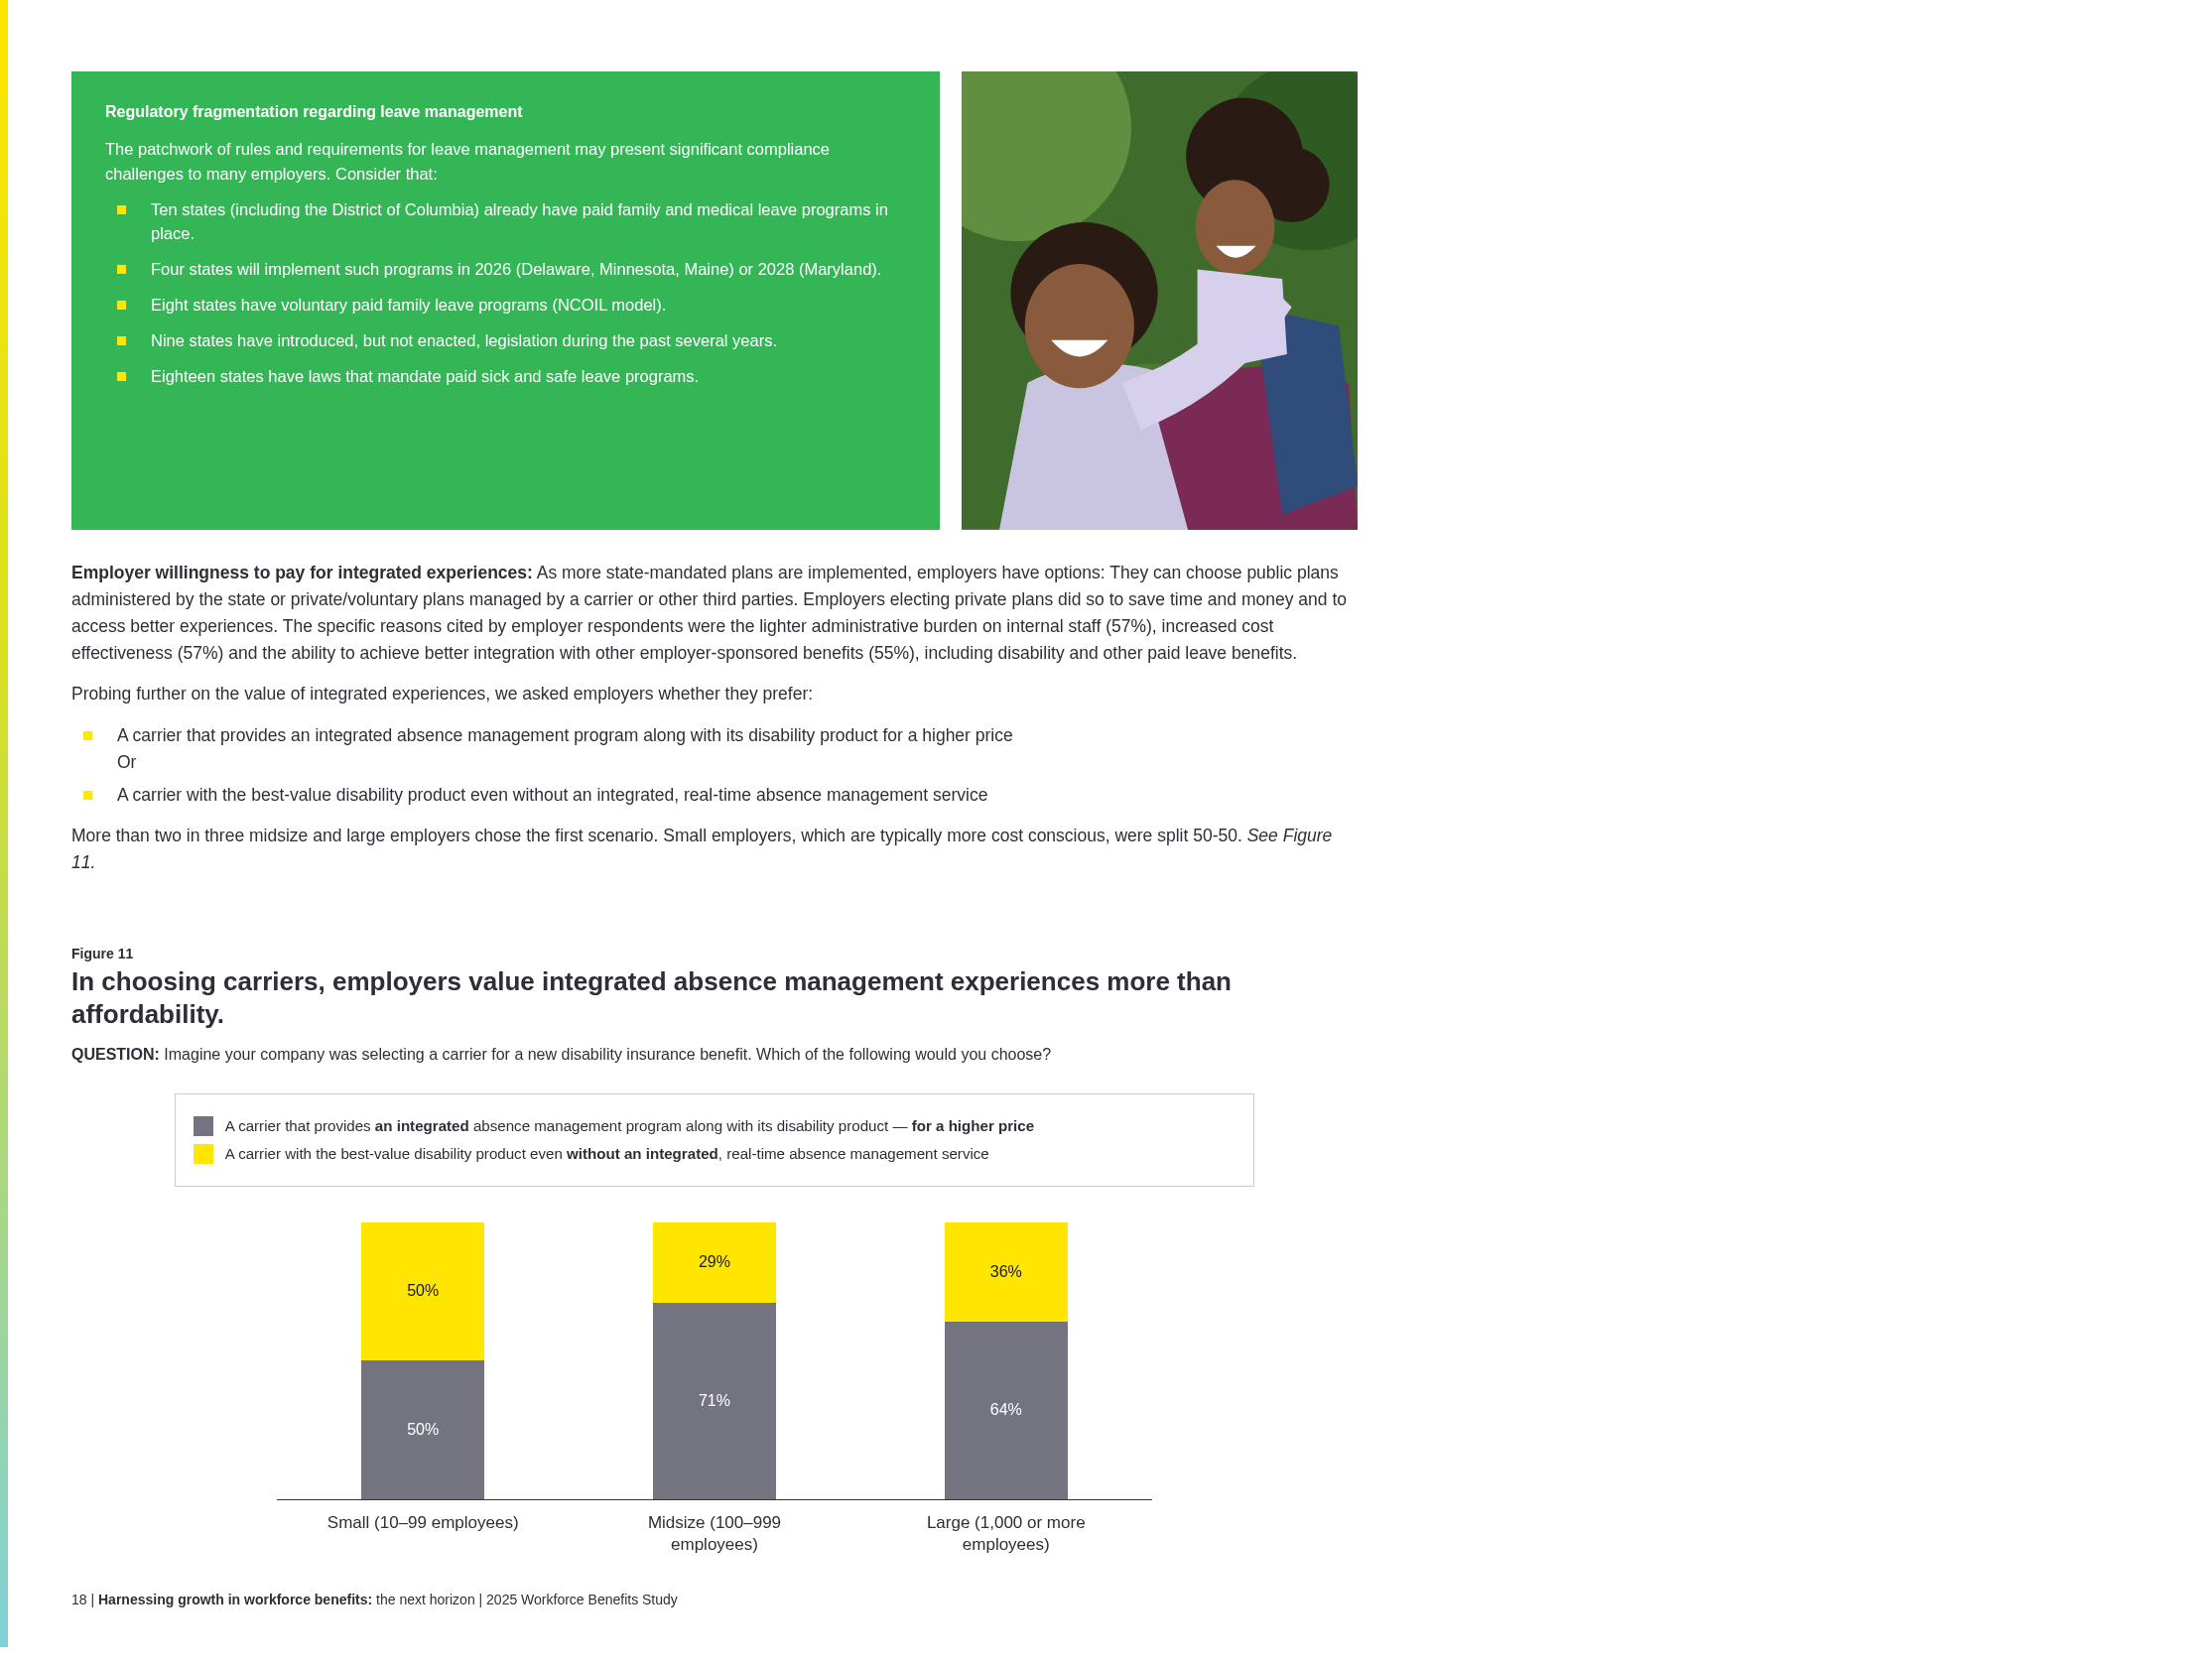 Regulatory fragmentation regarding leave management
The patchwork of rules and requirements for leave management may present significant compliance
challenges to many employers. Consider that:
Ten states (including the District of Columbia) already have paid family and medical leave programs in
place.
Four states will implement such programs in 2026 (Delaware, Minnesota, Maine) or 2028 (Maryland).
Eight states have voluntary paid family leave programs (NCOIL model).
Nine states have introduced, but not enacted, legislation during the past several years.
Eighteen states have laws that mandate paid sick and safe leave programs.
Employer willingness to pay for integrated experiences: As more state-mandated plans are implemented, employers have options: They can choose public plans
administered by the state or private/voluntary plans managed by a carrier or other third parties. Employers electing private plans did so to save time and money and to
access better experiences. The specific reasons cited by employer respondents were the lighter administrative burden on internal staff (57%), increased cost
effectiveness (57%) and the ability to achieve better integration with other employer-sponsored benefits (55%), including disability and other paid leave benefits.
Probing further on the value of integrated experiences, we asked employers whether they prefer:
A carrier that provides an integrated absence management program along with its disability product for a higher price
Or
A carrier with the best-value disability product even without an integrated, real-time absence management service
More than two in three midsize and large employers chose the first scenario. Small employers, which are typically more cost conscious, were split 50-50. See Figure
11.
Figure 11
In choosing carriers, employers value integrated absence management experiences more than
affordability.
QUESTION: Imagine your company was selecting a carrier for a new disability insurance benefit. Which of the following would you choose?
A carrier that provides an integrated absence management program along with its disability product — for a higher price
A carrier with the best-value disability product even without an integrated, real-time absence management service
50%
29%
36%
50%
71%
64%
Small (10–99 employees)
Midsize (100–999
employees)
Large (1,000 or more
employees)
18 | Harnessing growth in workforce benefits: the next horizon | 2025 Workforce Benefits Study